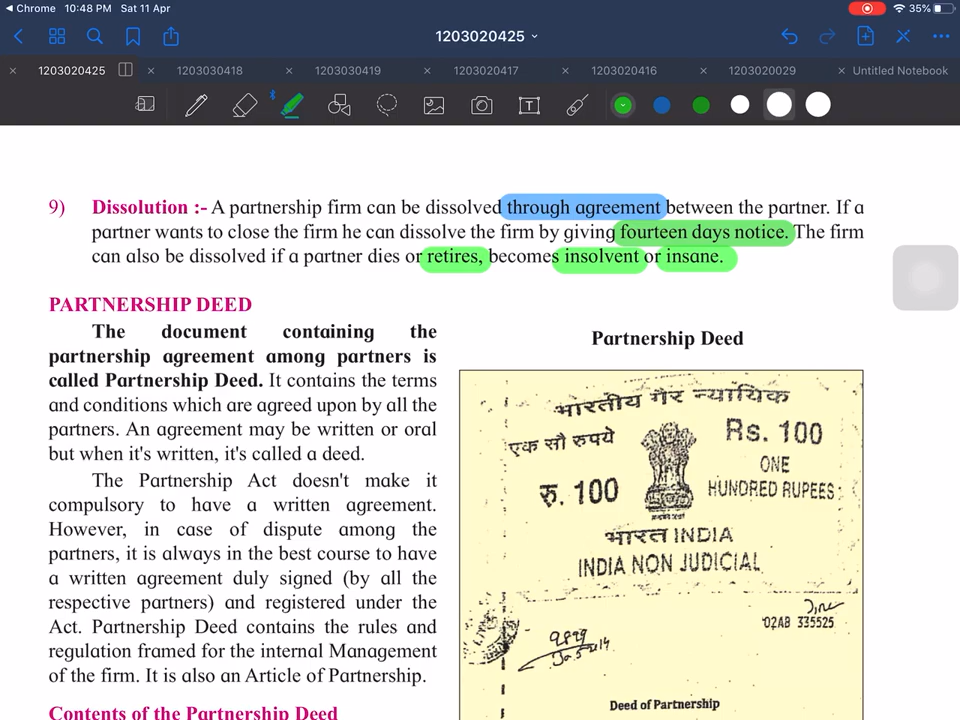 Chrome 10:48 PM Sat 11 Apr 35%
1203020425
1203020425 1203030418 1203030419 1203020417 1203020416 1203020029 Untitled Notebook
T
9) Dissolution :- A partnership firm can be dissolved through agreement between the partner. If a
partner wants to close the firm he can dissolve the firm by giving fourteen days notice. The firm
can also be dissolved if a partner dies or retires, becomes insolvent or insane.
PARTNERSHIP DEED
The document containing the
partnership agreement among partners is
called Partnership Deed. It contains the terms
and conditions which are agreed upon by all the
partners. An agreement may be written or oral
but when it's written, it's called a deed.
The Partnership Act doesn't make it
compulsory to have a written agreement.
However, in case of dispute among the
partners, it is always in the best course to have
a written agreement duly signed (by all the
respective partners) and registered under the
Act. Partnership Deed contains the rules and
regulation framed for the internal Management
of the firm. It is also an Article of Partnership.
Contents of the Partnership Deed
Partnership Deed
भारतीय गैर न्यायिक
एक सौ रुपये
Rs. 100
रु. 100
ONE
HUNDRED RUPEES
भारत INDIA
INDIA NON JUDICIAL
02AB 335525
Deed of Partnership